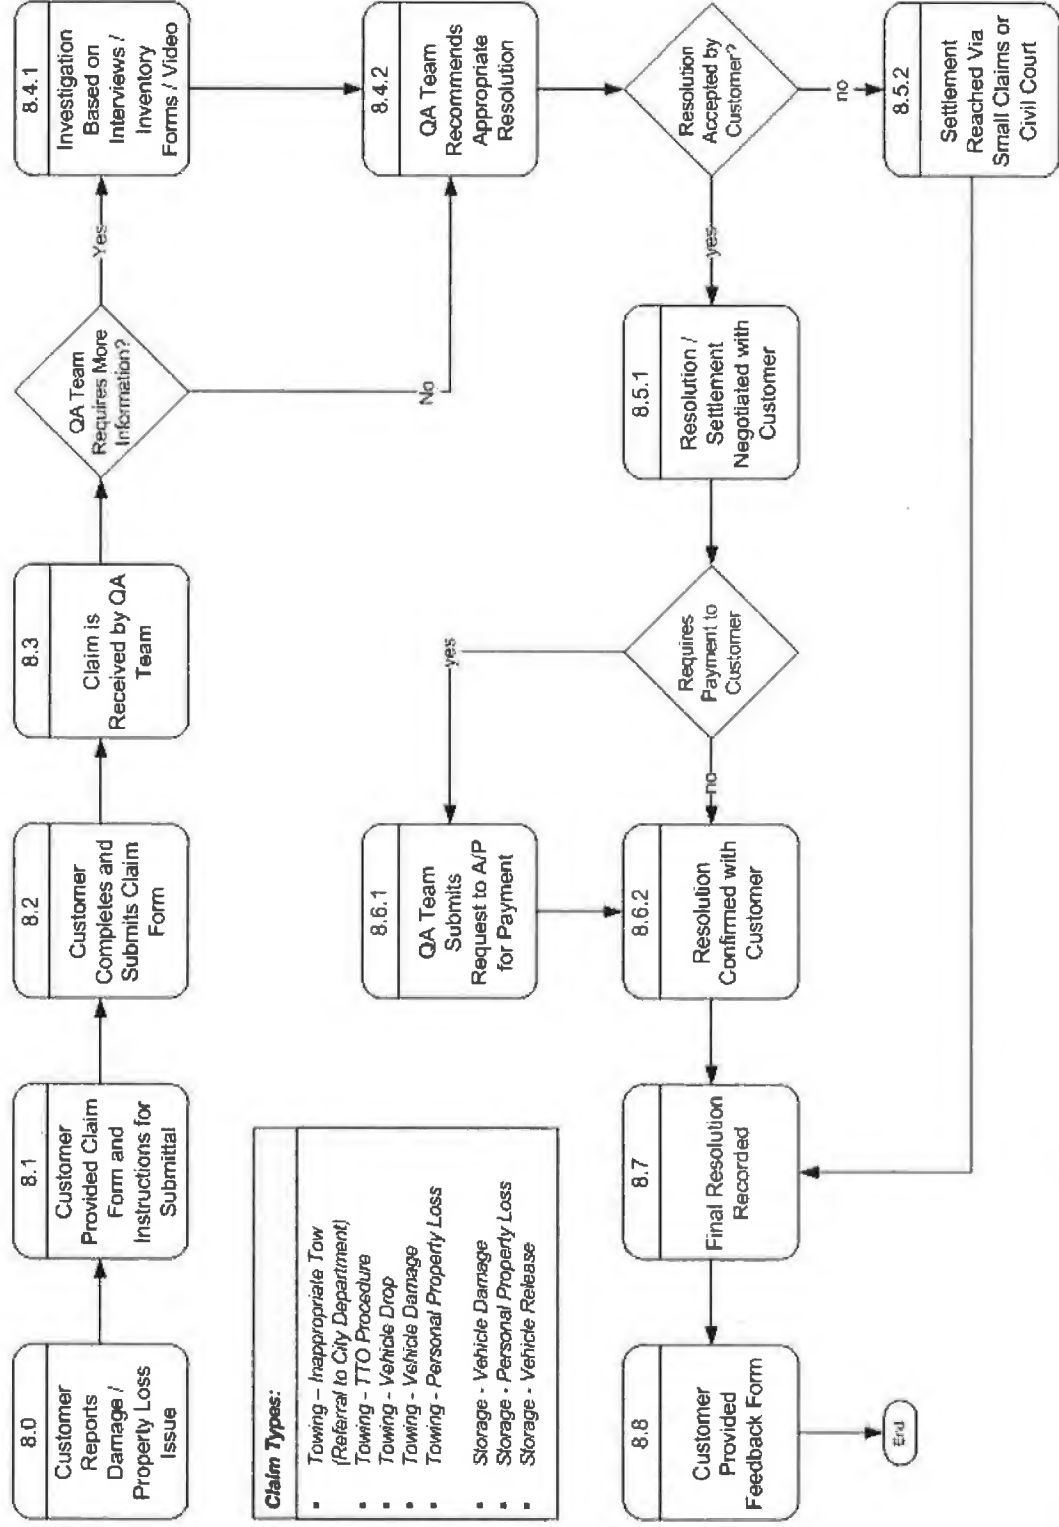 8.0
Customer
Reports
Damage /
Property Loss
Issue
8.1
Customer
Provided Claim
Form and
Instructions for
Submittal
8.2
Customer
Completes and
Submits Claim
Form
8.3
Claim is
Received by QA
Team
QA Team
Requires More
Information?
Yes
No
8.4.1
Investigation
Based on
Interviews /
Inventory
Forms / Video
8.4.2
QA Team
Recommends
Appropriate
Resolution
Resolution
Accepted by
Customer?
yes
no
8.5.1
Resolution /
Settlement
Negotiated with
Customer
8.5.2
Settlement
Reached Via
Small Claims or
Civil Court
Requires
Payment to
Customer
yes
no
8.6.1
QA Team
Submits
Request to A/P
for Payment
8.6.2
Resolution
Confirmed with
Customer
8.7
Final Resolution
Recorded
8.8
Customer
Provided
Feedback Form
End
Claim Types:
▪ Towing – Inappropriate Tow
(Referral to City Department)
▪ Towing - TTO Procedure
▪ Towing - Vehicle Drop
▪ Towing - Vehicle Damage
▪ Towing - Personal Property Loss
▪ Storage - Vehicle Damage
▪ Storage - Personal Property Loss
▪ Storage - Vehicle Release